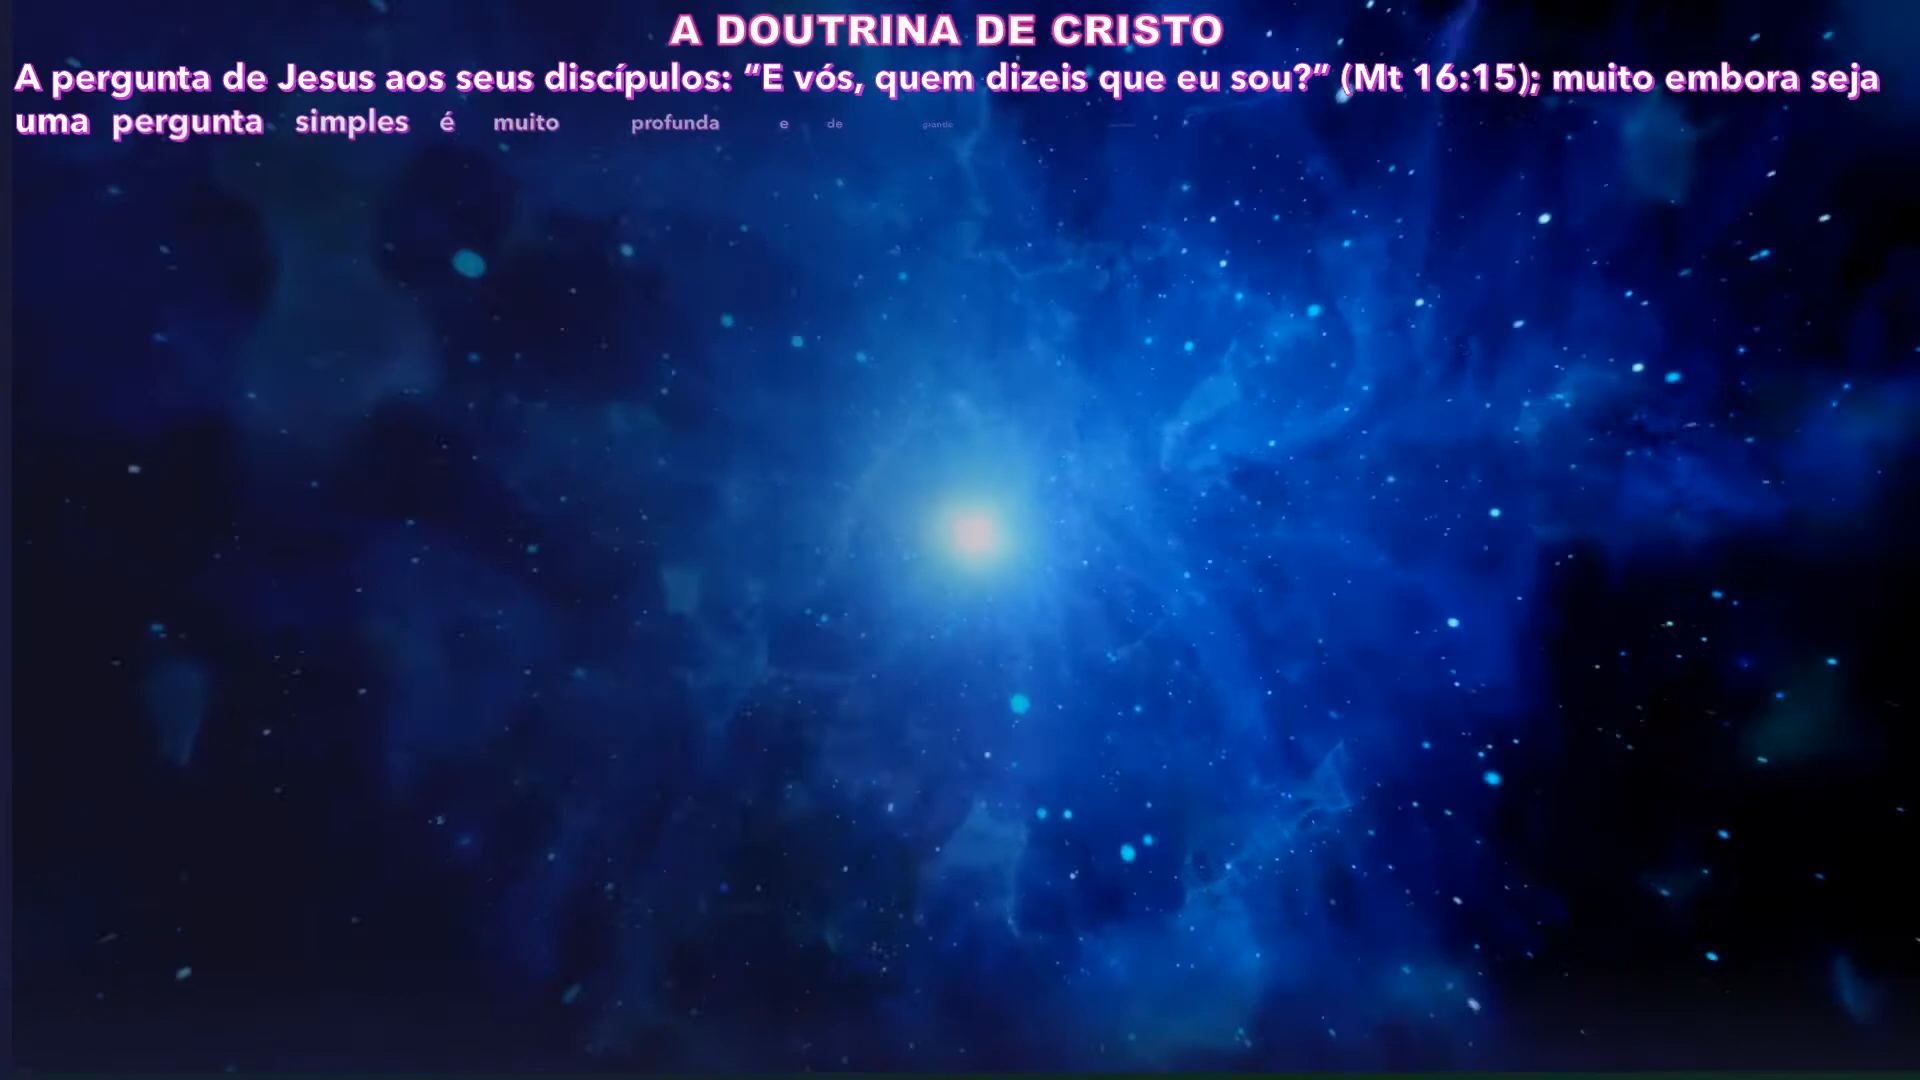 A DOUTRINA DE CRISTO
A pergunta de Jesus aos seus discípulos: “E vós, quem dizeis que eu sou?” (Mt 16:15); muito embora seja
uma pergunta simples é muito profunda e de grande